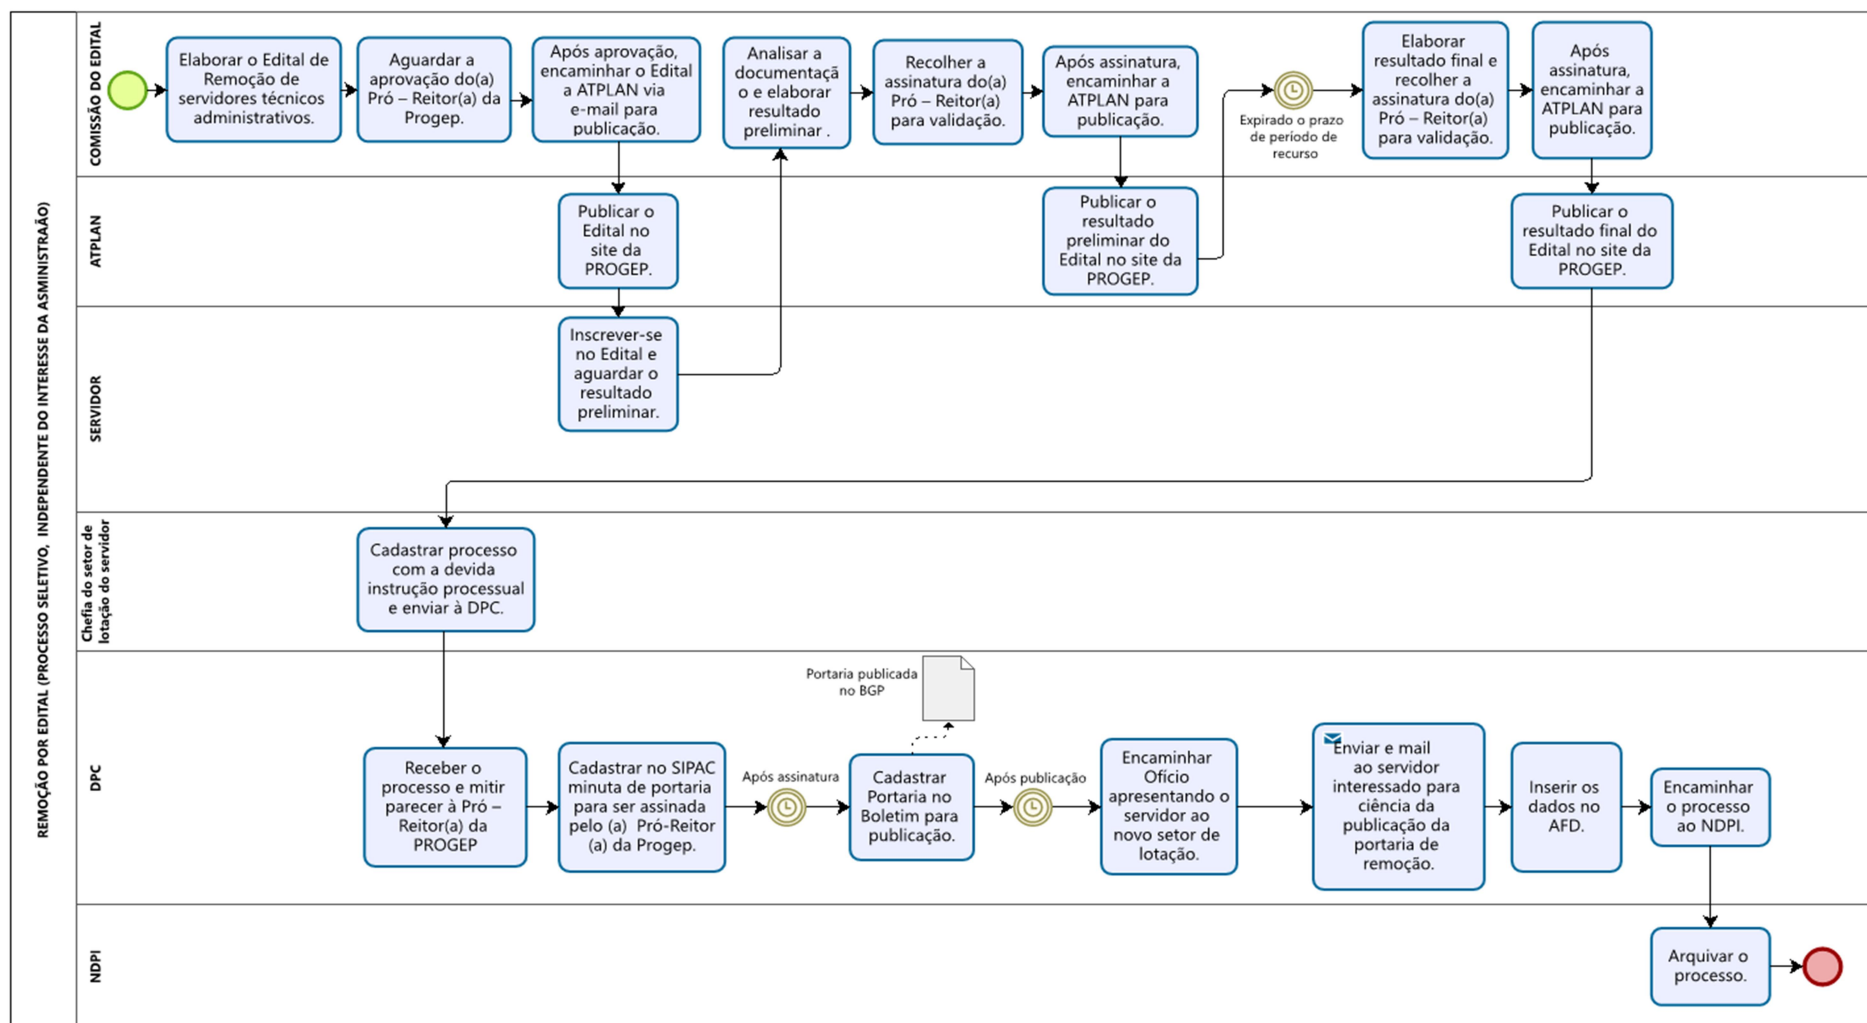 REMOÇÃO POR EDITAL (PROCESSO SELETIVO, INDEPENDENTE DO INTERESSE DA ASMINISTRAÃO)
COMISSÃO DO EDITAL
Elaborar o Edital de
Remoção de
servidores técnicos
administrativos.
Aguardar a
aprovação do(a)
Pró – Reitor(a) da
Progep.
Após aprovação,
encaminhar o Edital
a ATPLAN via
e-mail para
publicação.
Analisar a
documentaçã
o e elaborar
resultado
preliminar .
Recolher a
assinatura do(a)
Pró – Reitor(a)
para validação.
Após assinatura,
encaminhar a
ATPLAN para
publicação.
Expirado o prazo
de período de
recurso
Elaborar
resultado final e
recolher a
assinatura do(a)
Pró – Reitor(a)
para validação.
Após
assinatura,
encaminhar a
ATPLAN para
publicação.
ATPLAN
Publicar o
Edital no
site da
PROGEP.
Publicar o
resultado
preliminar do
Edital no site da
PROGEP.
Publicar o
resultado final do
Edital no site da
PROGEP.
SERVIDOR
Inscrever-se
no Edital e
aguardar o
resultado
preliminar.
Chefia do setor de
lotação do servidor
Cadastrar processo
com a devida
instrução processual
e enviar à DPC.
DPC
Portaria publicada
no BGP
Receber o
processo e mitir
parecer à Pró –
Reitor(a) da
PROGEP
Cadastrar no SIPAC
minuta de portaria
para ser assinada
pelo (a) Pró-Reitor
(a) da Progep.
Após assinatura
Cadastrar
Portaria no
Boletim para
publicação.
Após publicação
Encaminhar
Ofício
apresentando o
servidor ao
novo setor de
lotação.
Enviar e mail
ao servidor
interessado para
ciência da
publicação da
portaria de
remoção.
Inserir os
dados no
AFD.
Encaminhar
o processo
ao NDPI.
NDPI
Arquivar o
processo.